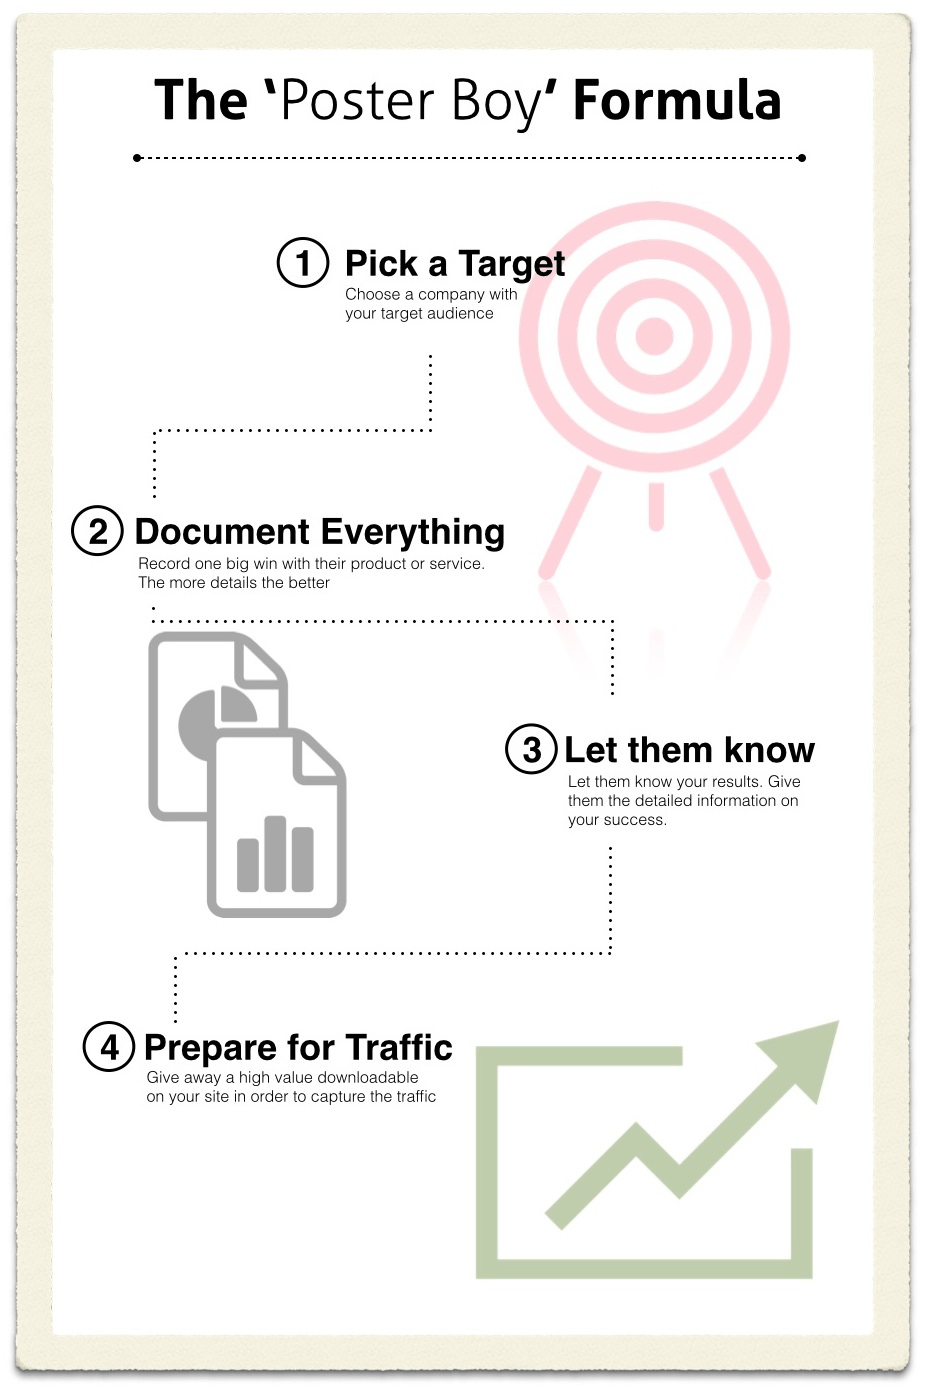 The ‘Poster Boy’ Formula
1 Pick a Target
Choose a company with
your target audience
2 Document Everything
Record one big win with their product or service.
The more details the better
3 Let them know
Let them know your results. Give
them the detailed information on
your success.
4 Prepare for Traffic
Give away a high value downloadable
on your site in order to capture the traffic